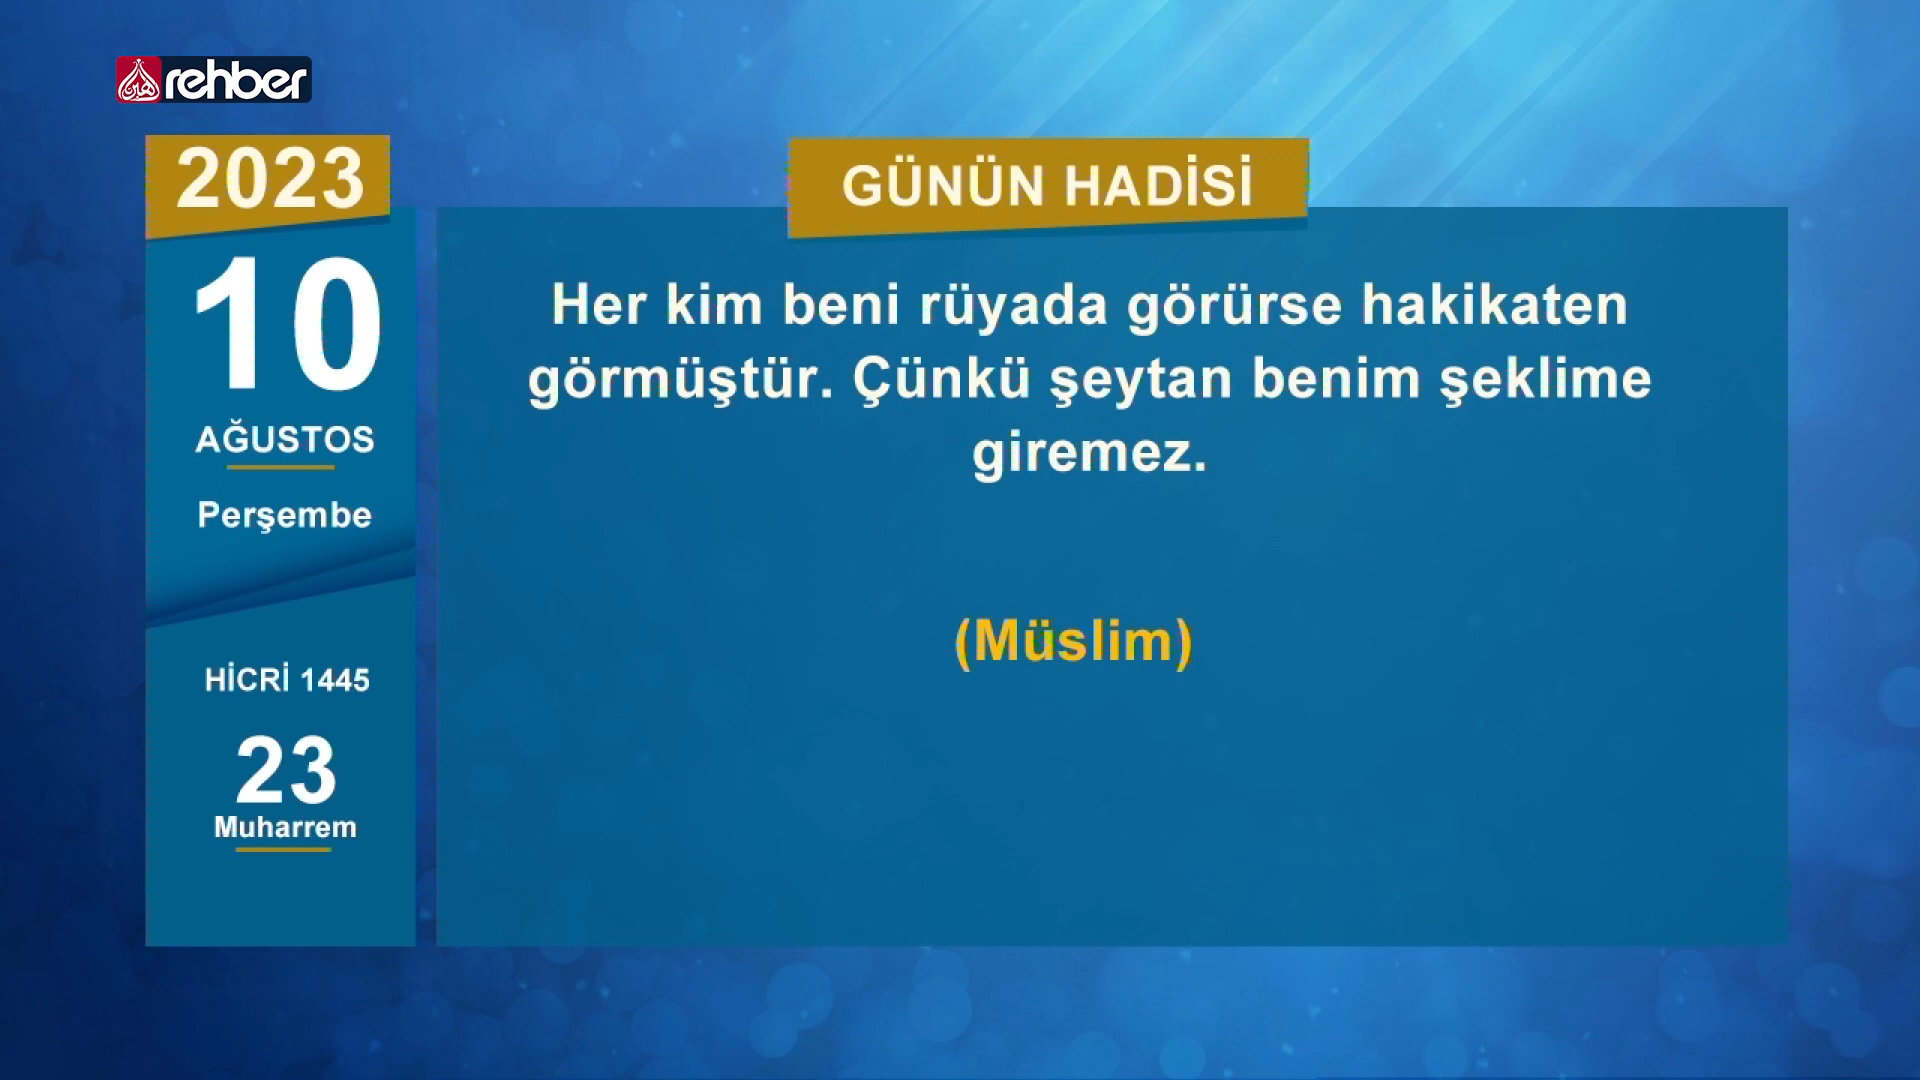 rehber
2023
10
AĞUSTOS
Perşembe
HİCRİ 1445
23
Muharrem
GÜNÜN HADİSİ
Her kim beni rüyada görürse hakikaten
görmüştür. Çünkü şeytan benim şeklime
giremez.
(Müslim)